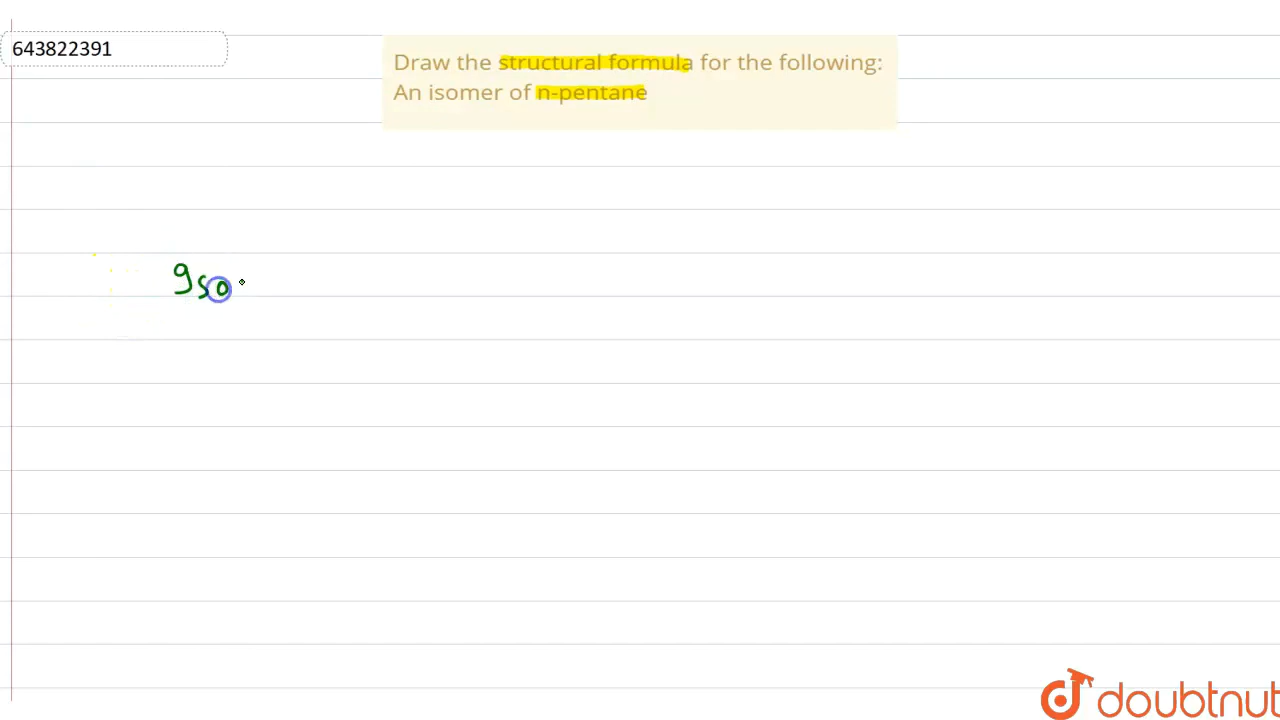 643822391
Draw the structural formula for the following:
An isomer of n-pentane
Iso
doubtnut